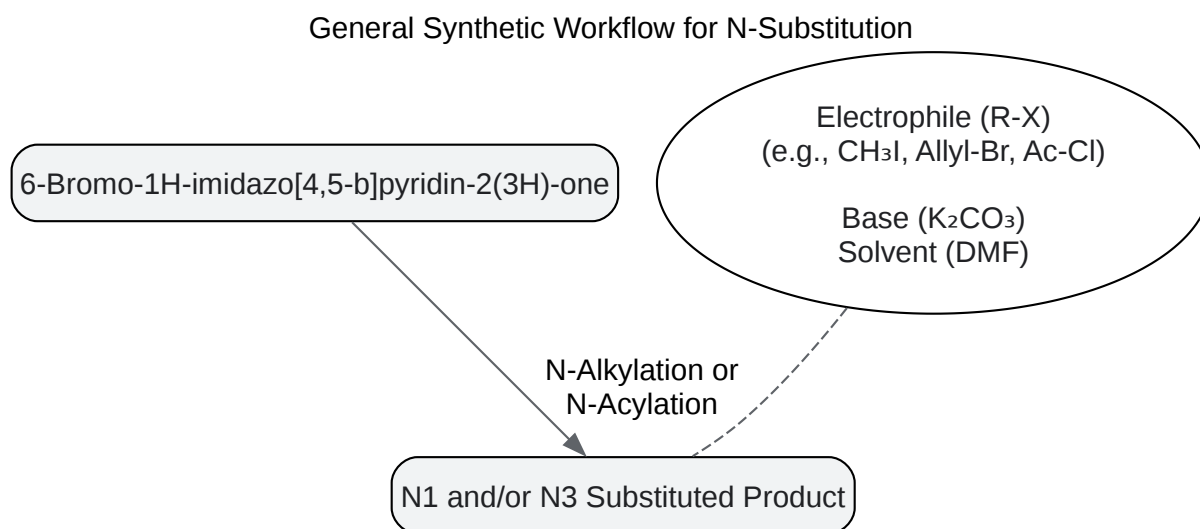 General Synthetic Workflow for N-Substitution
Electrophile (R-X)
(e.g., CH₃I, Allyl-Br, Ac-Cl)
6-Bromo-1H-imidazo[4,5-b]pyridin-2(3H)-one
Base (K₂CO₃)
Solvent (DMF)
N-Alkylation or
N-Acylation
N1 and/or N3 Substituted Product